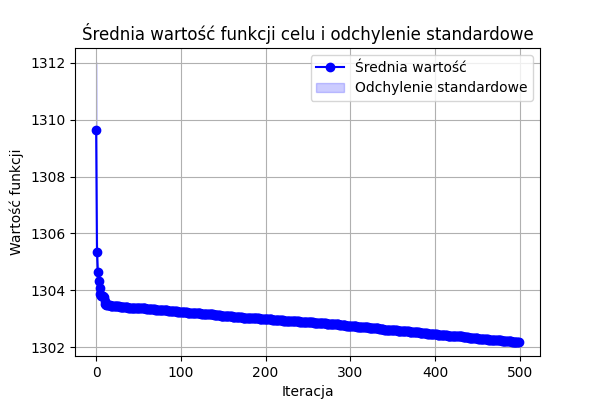 Średnia wartość funkcji celu i odchylenie standardowe
1312
1310
1308
1306
1304
1302
Wartość funkcji
Średnia wartość
Odchylenie standardowe
0
100
200
300
400
500
Iteracja